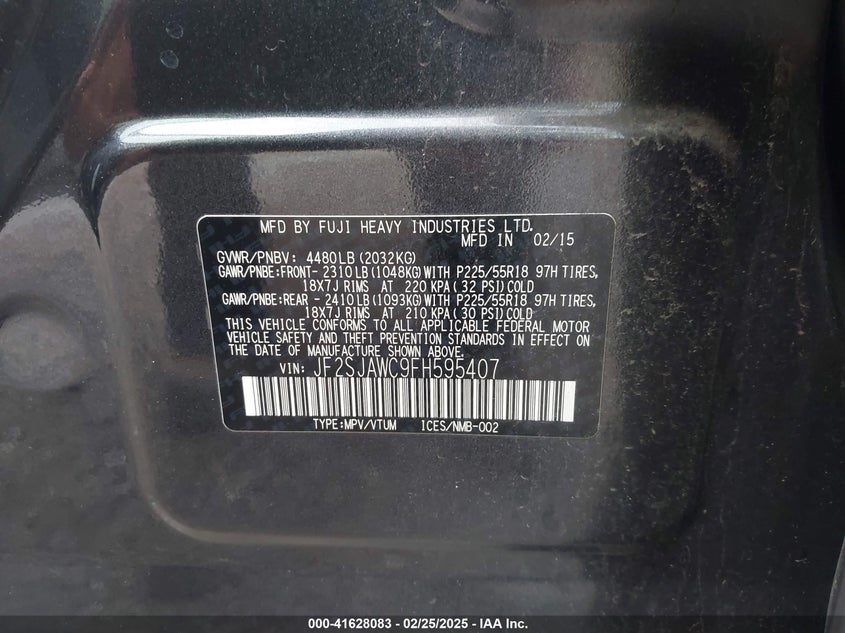 MFD BY FUJI HEAVY INDUSTRIES LTD.
MFD IN 02/15
GVWR/PNBV: 4480LB(2032KG)
GAWR/PNBE:FRONT- 2310LB(1048KG)WITH P225/55R18 97H TIRES,
18X7J RIMS AT 220 KPA( 32 PSI)COLD
GAWR/PNBE:REAR - 2410LB(1093KG)WITH P225/55R18 97H TIRES,
18X7J RIMS AT 210 KPA( 30 PSI)COLD
THIS VEHICLE CONFORMS TO ALL APPLICABLE FEDERAL MOTOR
VEHICLE SAFETY AND THEFT PREVENTION STANDARDS IN EFFECT ON
THE DATE OF MANUFACTURE SHOWN ABOVE.
VIN: JF2SJAWC9FH595407
TYPE:MPV/VTUM ICES/NMB-002
000-41628083 - 02/25/2025 - IAA Inc.